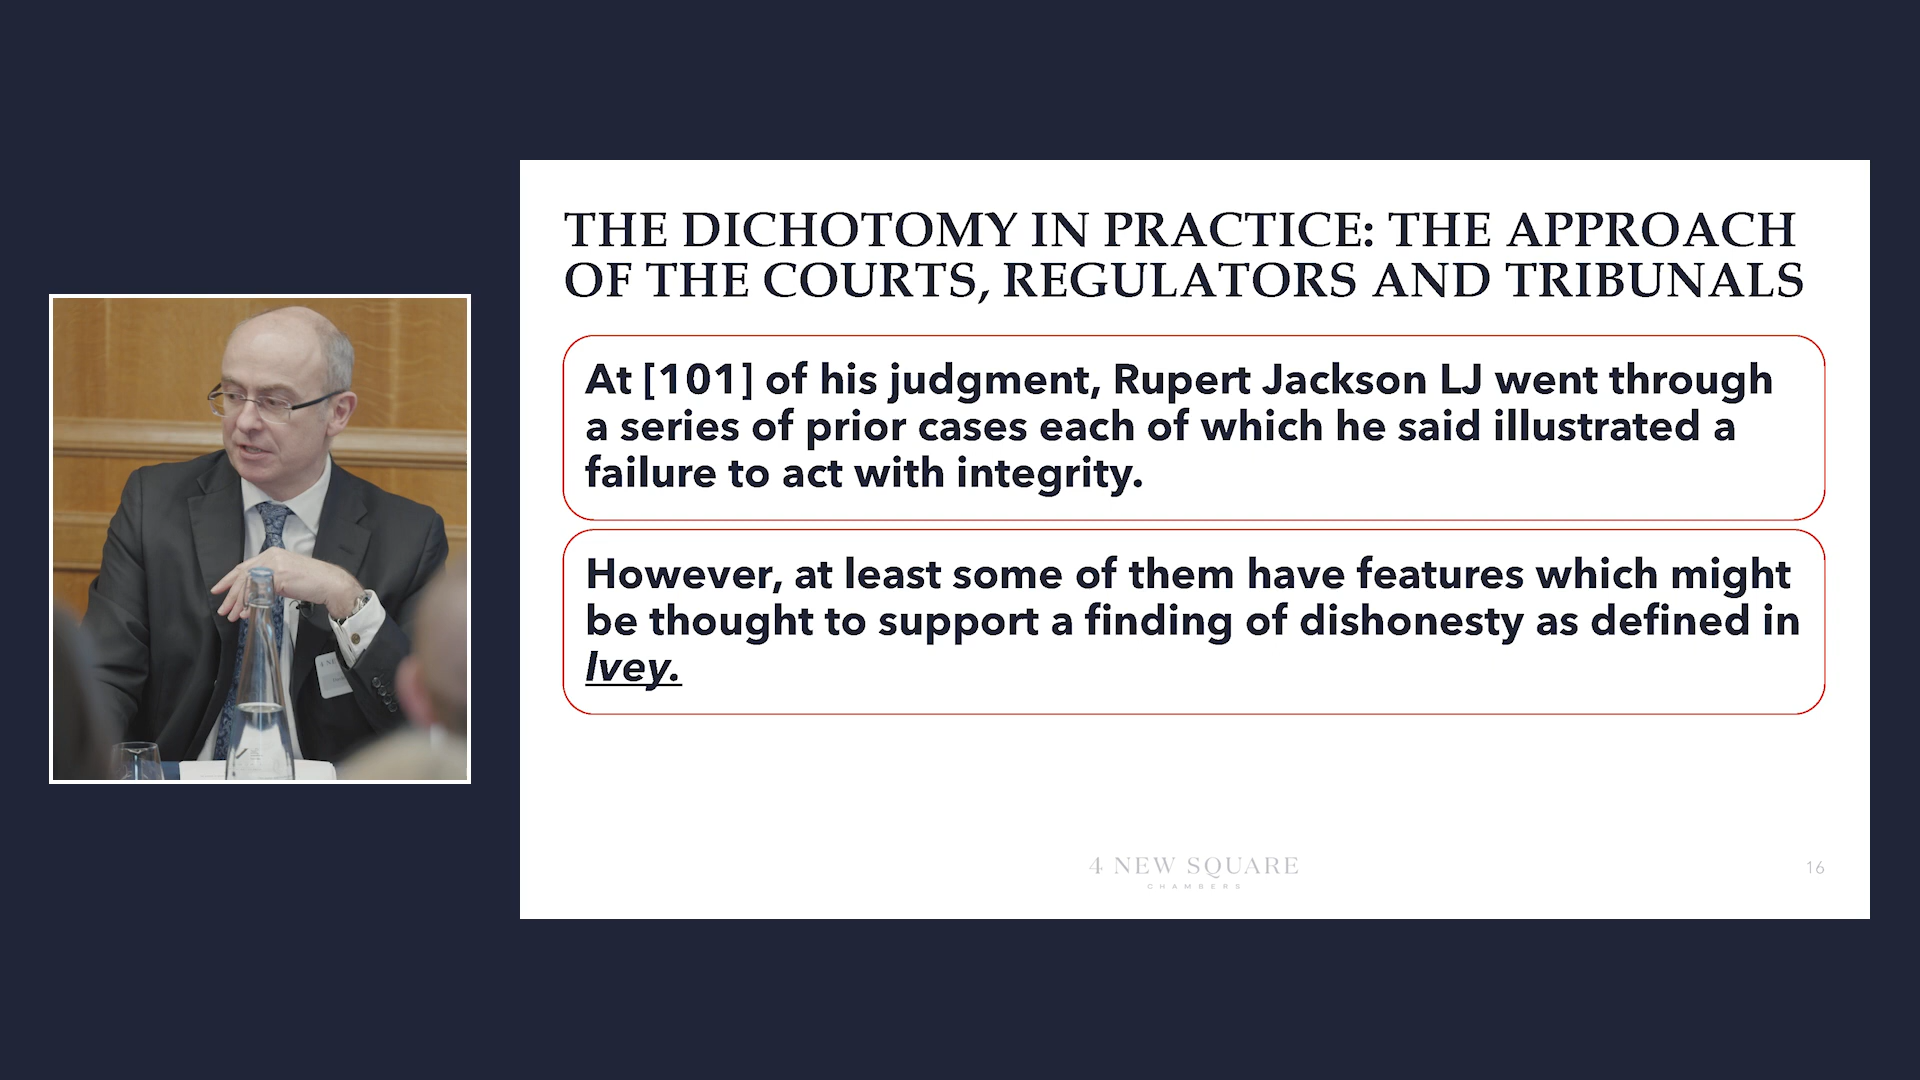 THE DICHOTOMY IN PRACTICE: THE APPROACH
OF THE COURTS, REGULATORS AND TRIBUNALS
At [101] of his judgment, Rupert Jackson LJ went through
a series of prior cases each of which he said illustrated a
failure to act with integrity.
However, at least some of them have features which might
be thought to support a finding of dishonesty as defined in
Ivey.
4 NEW SQUARE
CHAMBERS
16